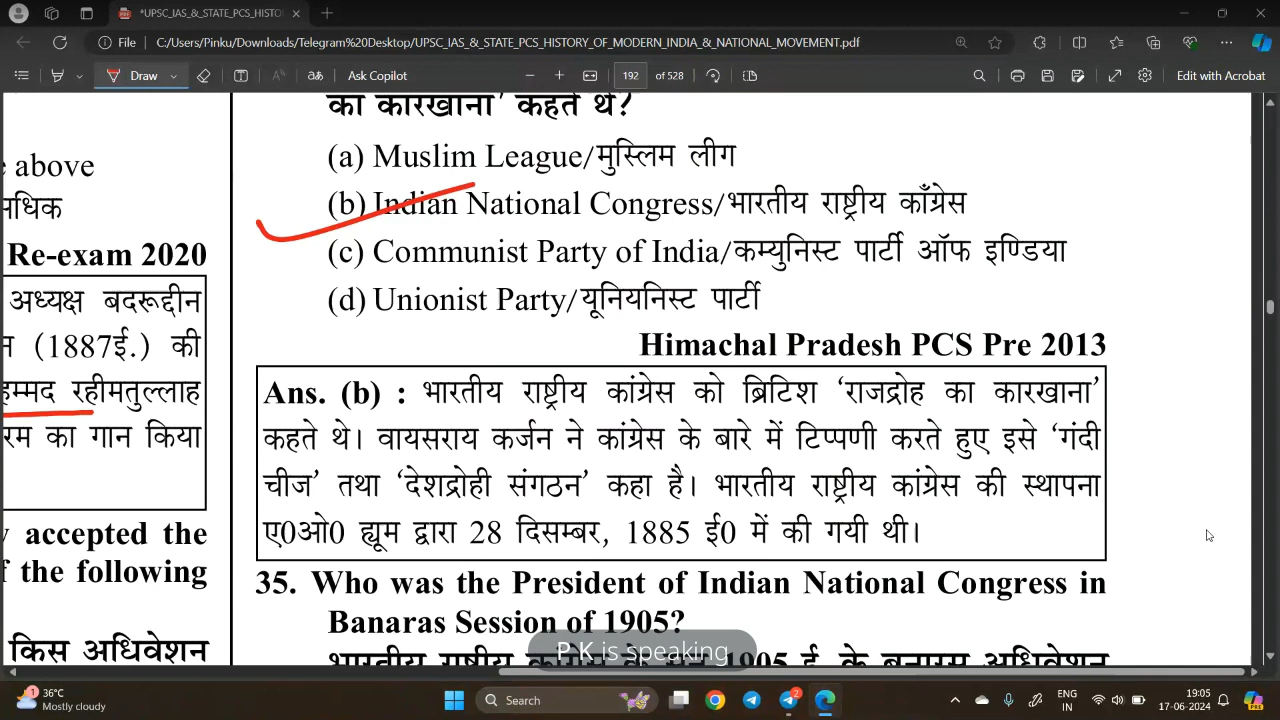 *UPSC_IAS_&_STATE_PCS_HISTO
File C:/Users/Pinku/Downloads/Telegram%20Desktop/UPSC_IAS_&_STATE_PCS_HISTORY_OF_MODERN_INDIA_&_NATIONAL_MOVEMENT.pdf
Draw Ask Copilot 192 of 528 Edit with Acrobat
का कारखाना’ कहते थे?
(a) Muslim League/मुस्लिम लीग
(b) Indian National Congress/भारतीय राष्ट्रीय काँग्रेस
(c) Communist Party of India/कम्युनिस्ट पार्टी ऑफ इण्डिया
(d) Unionist Party/यूनियनिस्ट पार्टी
Himachal Pradesh PCS Pre 2013
Ans. (b) : भारतीय राष्ट्रीय कांग्रेस को ब्रिटिश ‘राजद्रोह का कारखाना’
कहते थे। वायसराय कर्जन ने कांग्रेस के बारे में टिप्पणी करते हुए इसे ‘गंदी
चीज’ तथा ‘देशद्रोही संगठन’ कहा है। भारतीय राष्ट्रीय कांग्रेस की स्थापना
ए0ओ0 ह्यूम द्वारा 28 दिसम्बर, 1885 ई0 में की गयी थी।
35. Who was the President of Indian National Congress in
Banaras Session of 1905?
above
Re-exam 2020
अध्यक्ष बदरूद्दीन
(1887ई.) की
रहीमतुल्लाह
का गान किया
accepted the
the following
किस अधिवेशन
P K is speaking
36°C
Mostly cloudy
Search
ENG
IN
19:05
17-06-2024